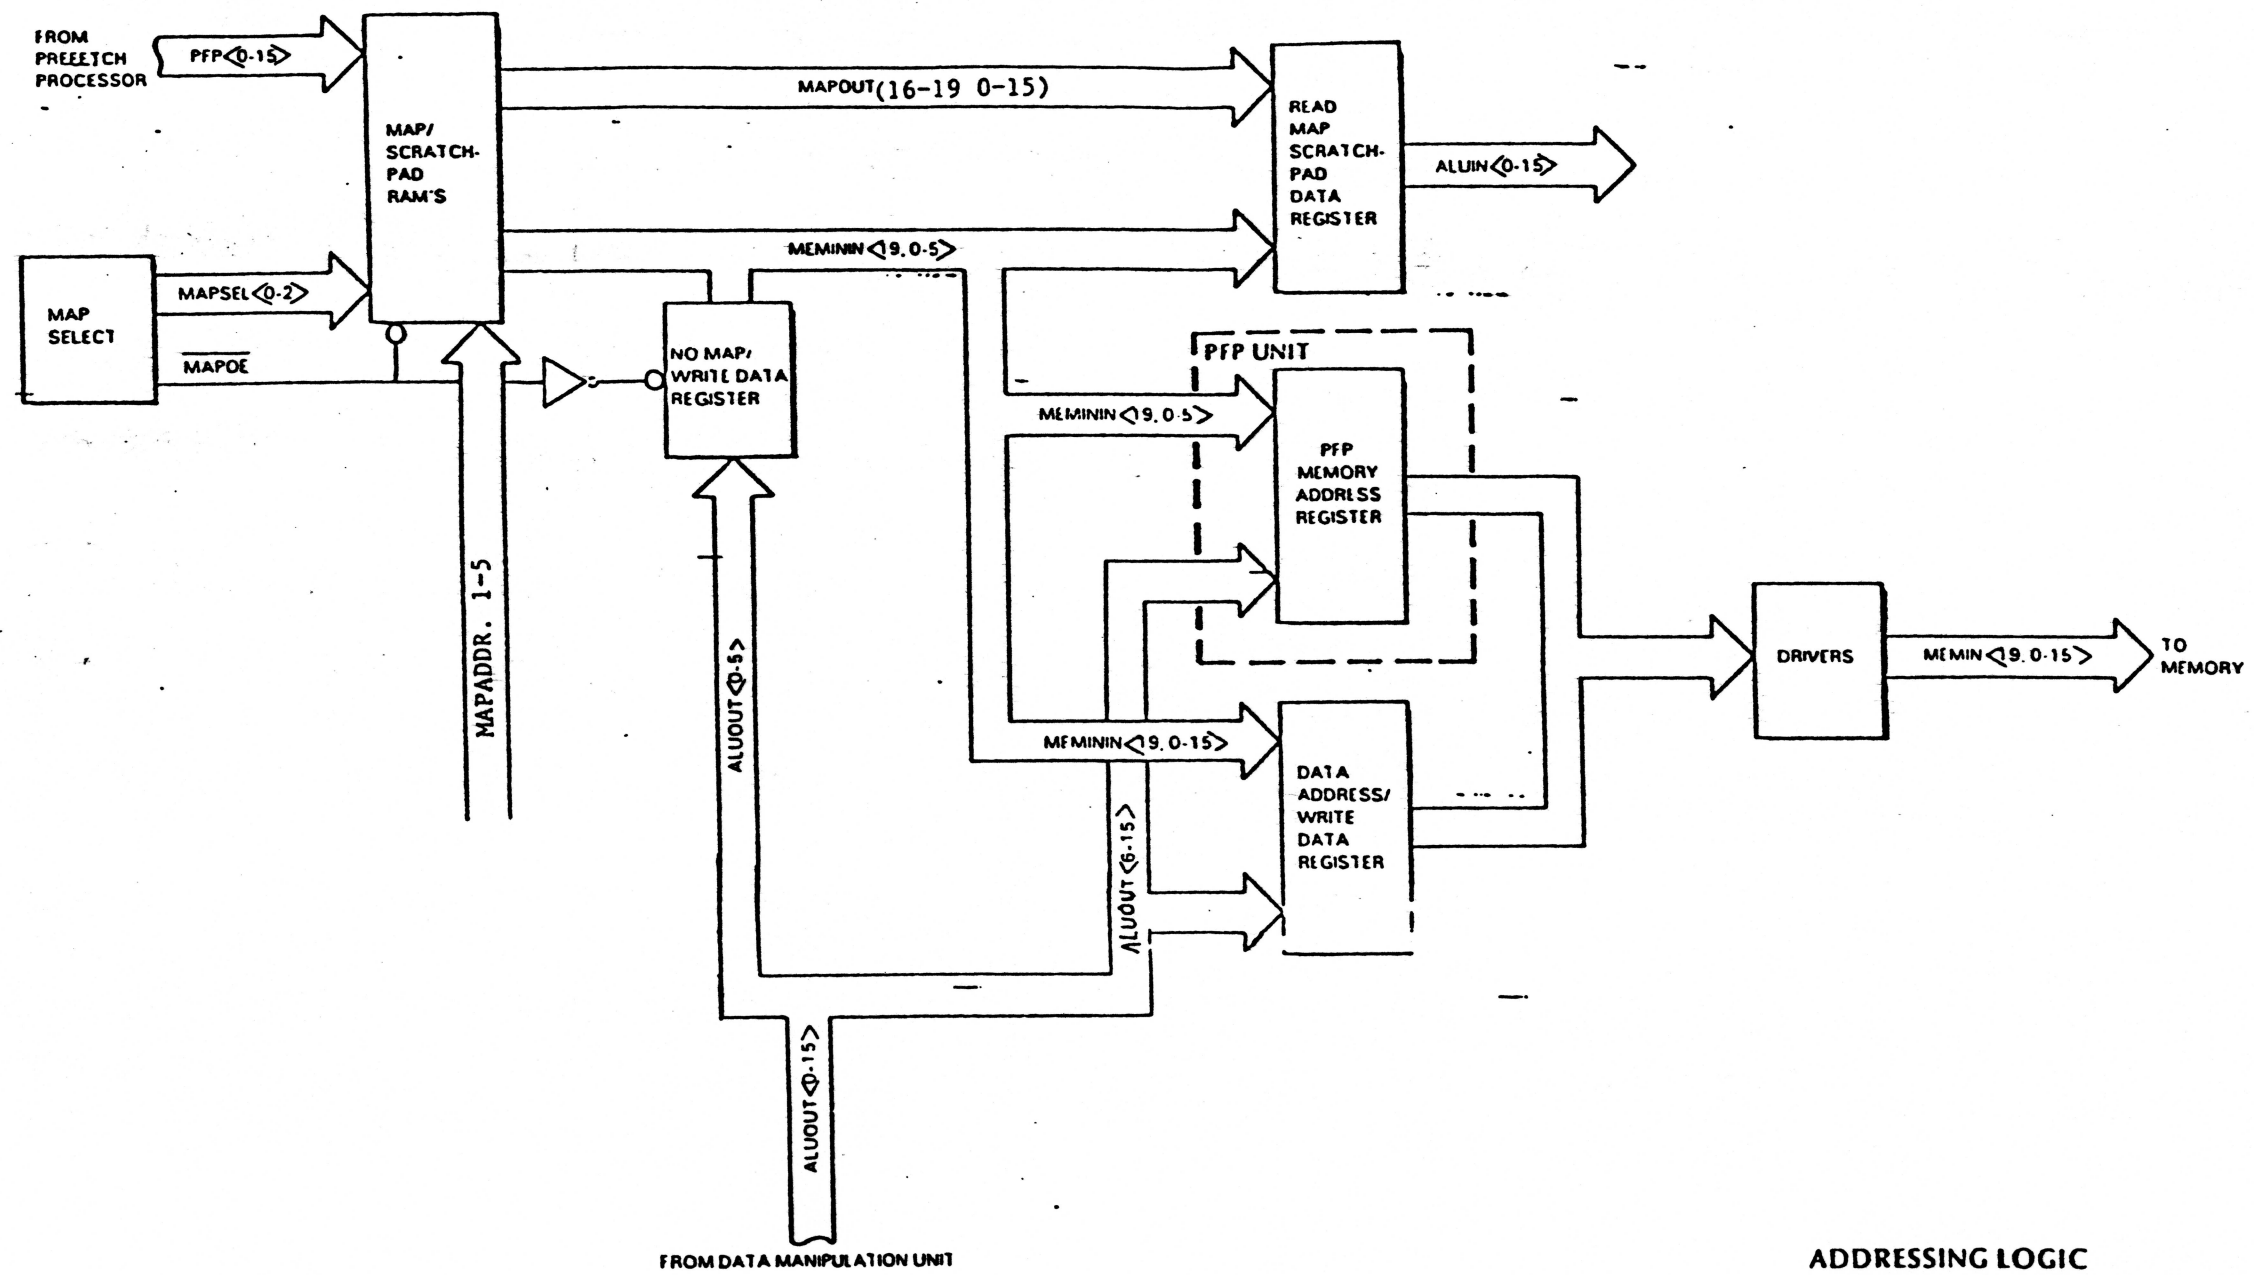 FROM
PREEETCH
PROCESSOR
PFP<0-15>
MAP/
SCRATCH-
PAD
RAM'S
MAPOUT(16-19 0-15)
READ
MAP
SCRATCH-
PAD
DATA
REGISTER
ALUIN<0-15>
MEMININ<19, 0-5>
MAP
SELECT
MAPSEL<0-2>
MAPOE
NO MAP/
WRITE DATA
REGISTER
PFP UNIT
MEMININ<19, 0-5>
PFP
MEMORY
ADDRESS
REGISTER
MAPADDR. 1-5
ALUOUT<0-5>
MEMININ<19, 0-15>
ALUOUT<6-15>
DATA
ADDRESS/
WRITE
DATA
REGISTER
DRIVERS
MEMIN<19, 0-15>
TO
MEMORY
ALUOUT<0-15>
FROM DATA MANIPULATION UNIT
ADDRESSING LOGIC